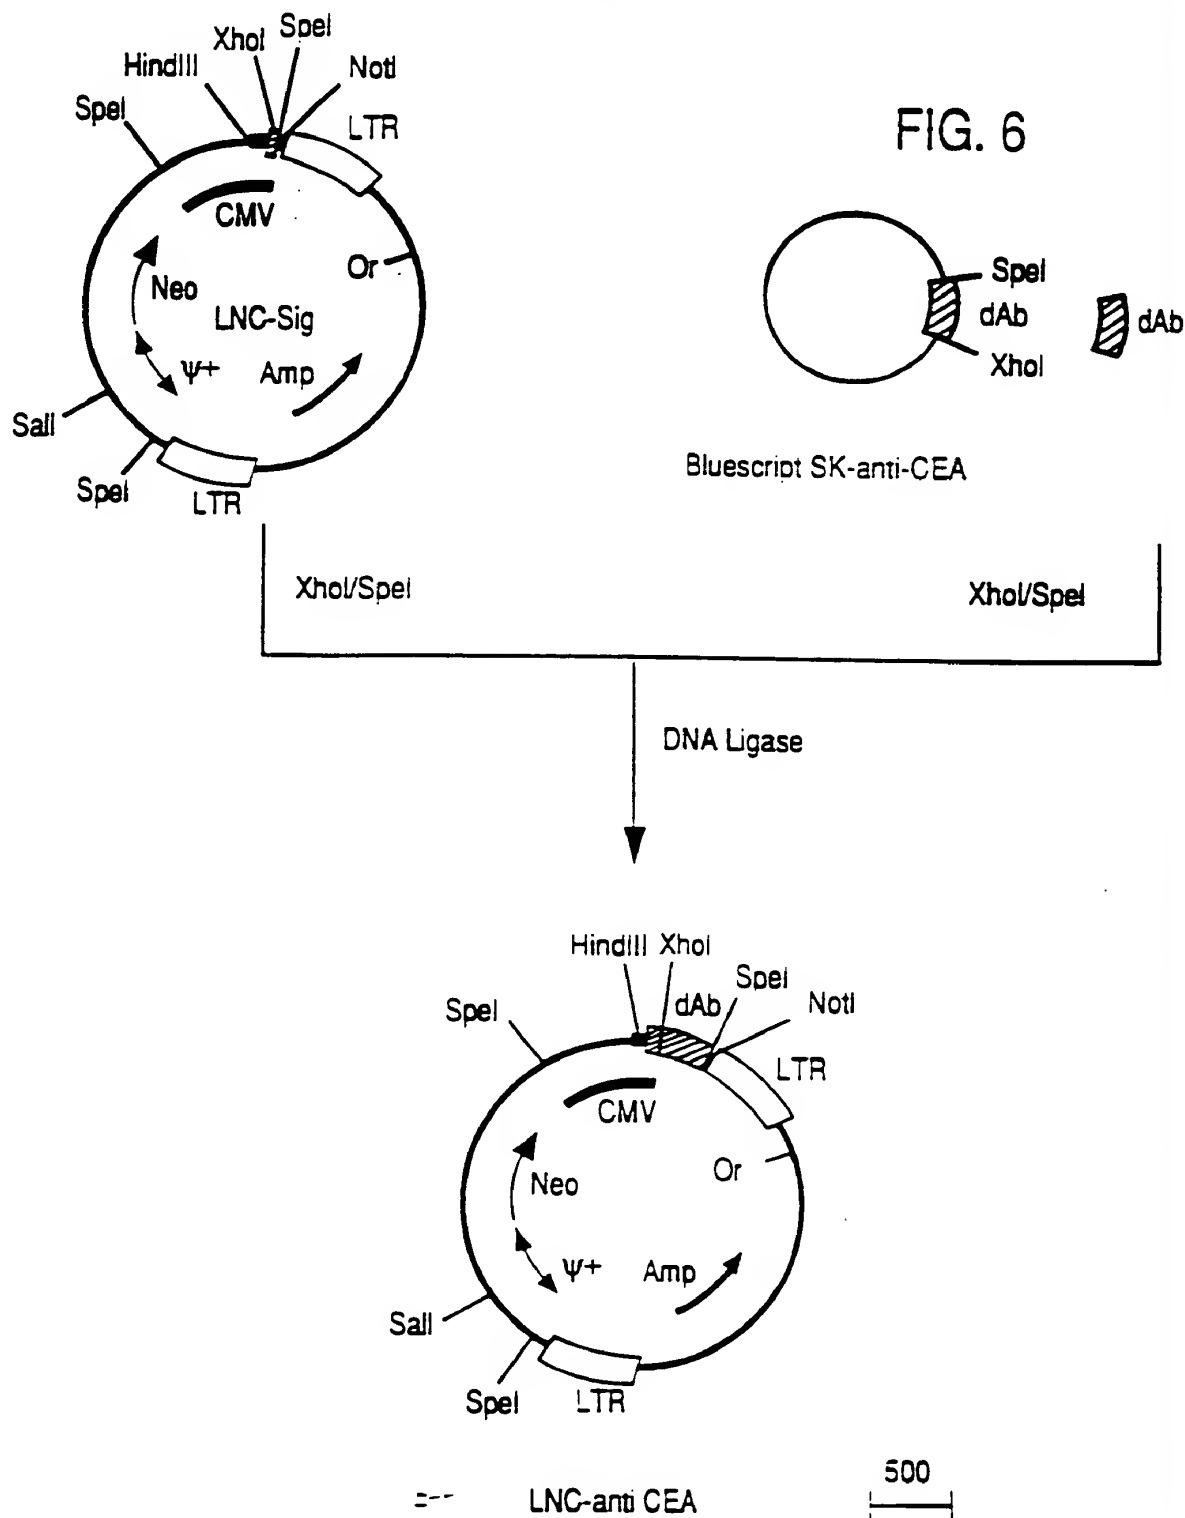 FIG. 6
HindIII
XhoI
SpeI
NotI
SpeI
LTR
CMV
Or
Neo
LNC-Sig
ψ+
Amp
SalI
SpeI
LTR
SpeI
dAb
XhoI
dAb
Bluescript SK-anti-CEA
XhoI/SpeI
XhoI/SpeI
DNA Ligase
HindIII
XhoI
SpeI
dAb
SpeI
NotI
LTR
CMV
Or
Neo
ψ+
Amp
SalI
SpeI
LTR
LNC-anti CEA
500